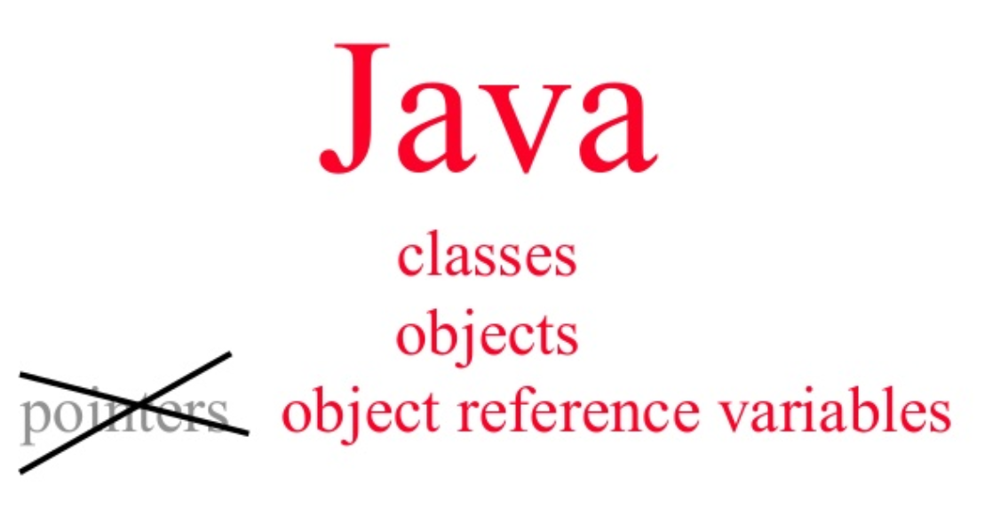 Java
classes
objects
pointers object reference variables